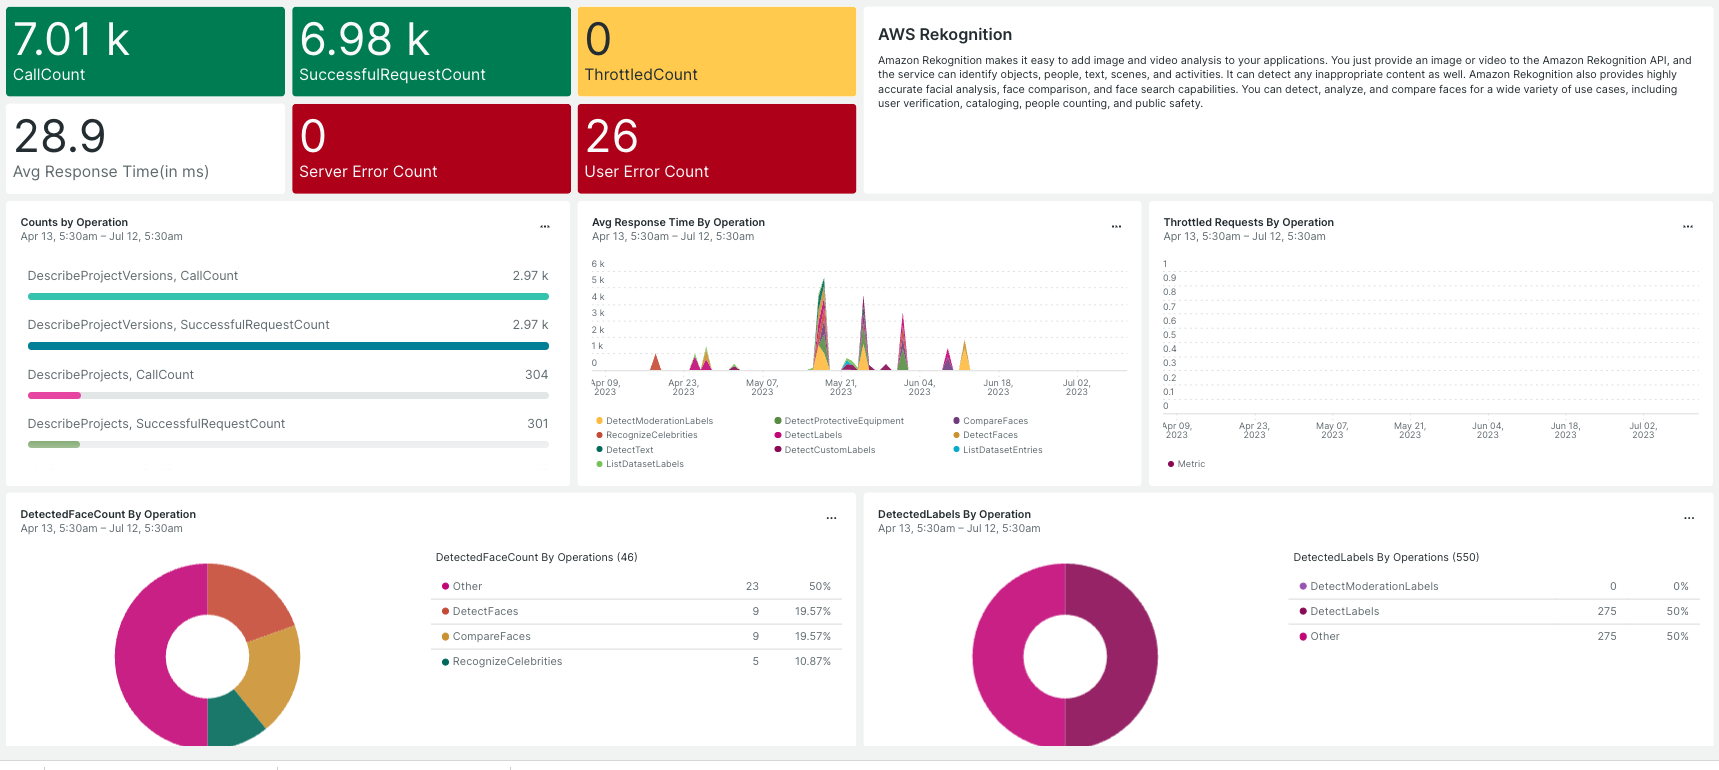 7.01 k
CallCount
6.98 k
SuccessfulRequestCount
0
ThrottledCount
28.9
Avg Response Time(in ms)
0
Server Error Count
26
User Error Count
AWS Rekognition
Amazon Rekognition makes it easy to add image and video analysis to your applications. You just provide an image or video to the Amazon Rekognition API, and
the service can identify objects, people, text, scenes, and activities. It can detect any inappropriate content as well. Amazon Rekognition also provides highly
accurate facial analysis, face comparison, and face search capabilities. You can detect, analyze, and compare faces for a wide variety of use cases, including
user verification, cataloging, people counting, and public safety.
Counts by Operation
Apr 13, 5:30am – Jul 12, 5:30am
...
DescribeProjectVersions, CallCount 2.97 k
DescribeProjectVersions, SuccessfulRequestCount 2.97 k
DescribeProjects, CallCount 304
DescribeProjects, SuccessfulRequestCount 301
Avg Response Time By Operation
Apr 13, 5:30am – Jul 12, 5:30am
...
6 k
5 k
4 k
3 k
2 k
1 k
0
Apr 09, 2023
Apr 23, 2023
May 07, 2023
May 21, 2023
Jun 04, 2023
Jun 18, 2023
Jul 02, 2023
DetectModerationLabels DetectProtectiveEquipment CompareFaces
RecognizeCelebrities DetectLabels DetectFaces
DetectText DetectCustomLabels ListDatasetEntries
ListDatasetLabels
Throttled Requests By Operation
Apr 13, 5:30am – Jul 12, 5:30am
...
1
0.9
0.8
0.7
0.6
0.5
0.4
0.3
0.2
0.1
0
Apr 09, 2023
Apr 23, 2023
May 07, 2023
May 21, 2023
Jun 04, 2023
Jun 18, 2023
Jul 02, 2023
Metric
DetectedFaceCount By Operation
Apr 13, 5:30am – Jul 12, 5:30am
...
DetectedFaceCount By Operations (46)
Other 23 50%
DetectFaces 9 19.57%
CompareFaces 9 19.57%
RecognizeCelebrities 5 10.87%
DetectedLabels By Operation
Apr 13, 5:30am – Jul 12, 5:30am
...
DetectedLabels By Operations (550)
DetectModerationLabels 0 0%
DetectLabels 275 50%
Other 275 50%